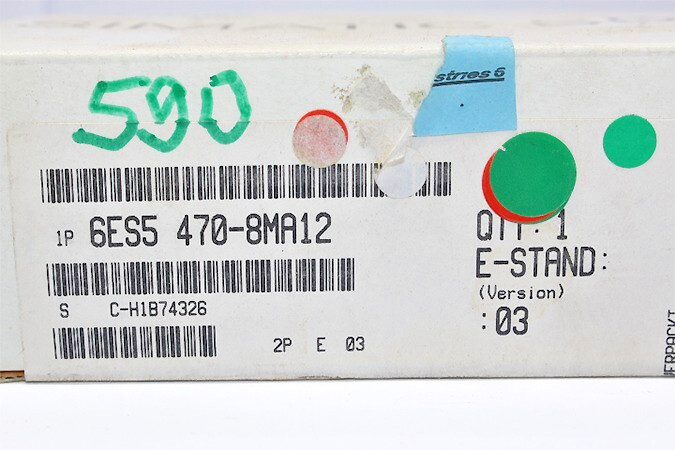 590
stries 6
1P 6ES5 470-8MA12
QTY: 1
E-STAND:
(Version)
:03
S C-H1B74326
2P E 03